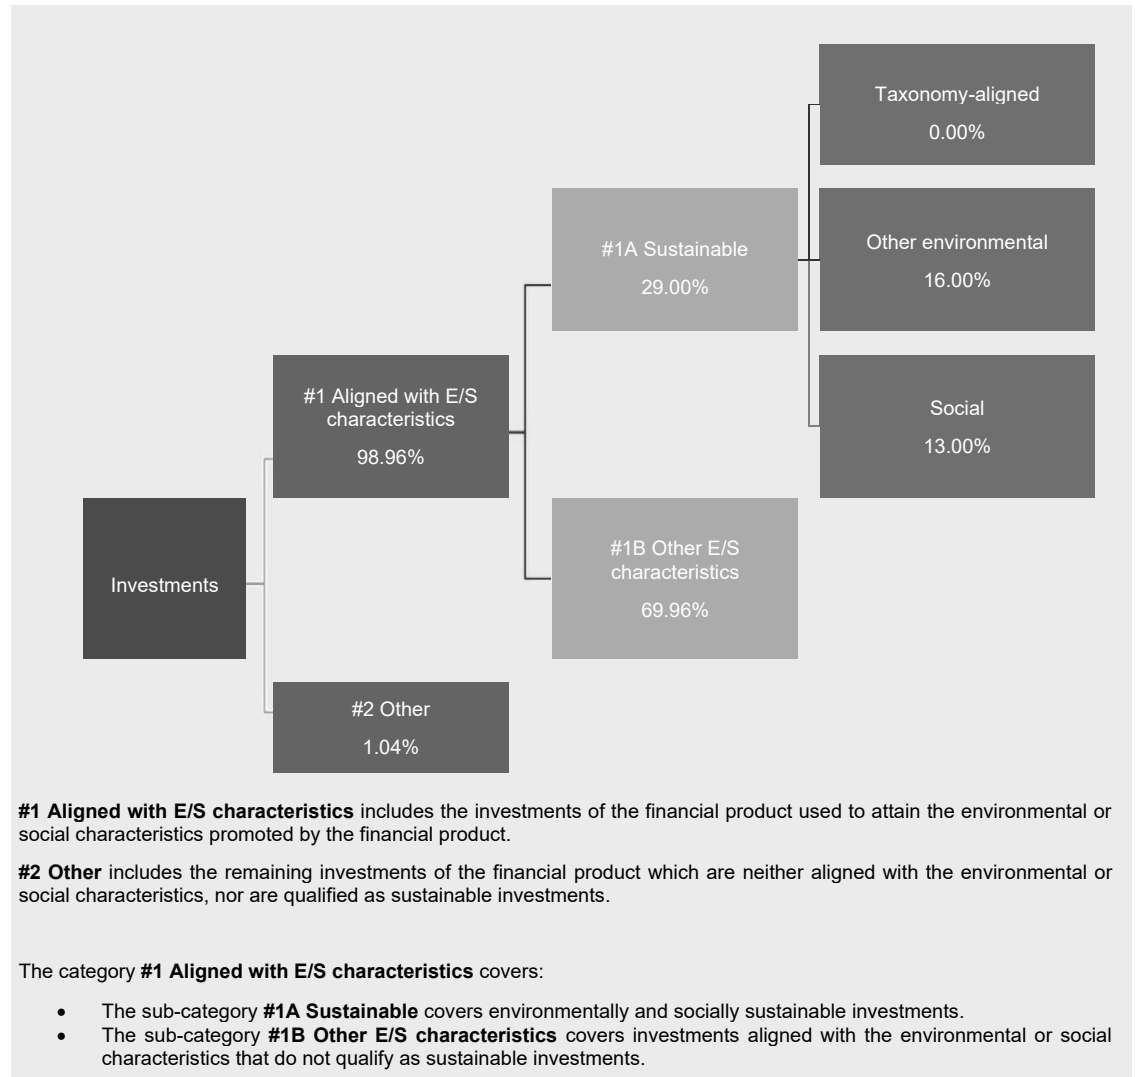 Taxonomy-aligned
0.00%
#1A Sustainable
29.00%
Other environmental
16.00%
#1 Aligned with E/S
characteristics
98.96%
Social
13.00%
Investments
#1B Other E/S
characteristics
69.96%
#2 Other
1.04%
#1 Aligned with E/S characteristics includes the investments of the financial product used to attain the environmental or
social characteristics promoted by the financial product.
#2 Other includes the remaining investments of the financial product which are neither aligned with the environmental or
social characteristics, nor are qualified as sustainable investments.
The category #1 Aligned with E/S characteristics covers:
• The sub-category #1A Sustainable covers environmentally and socially sustainable investments.
• The sub-category #1B Other E/S characteristics covers investments aligned with the environmental or social
characteristics that do not qualify as sustainable investments.